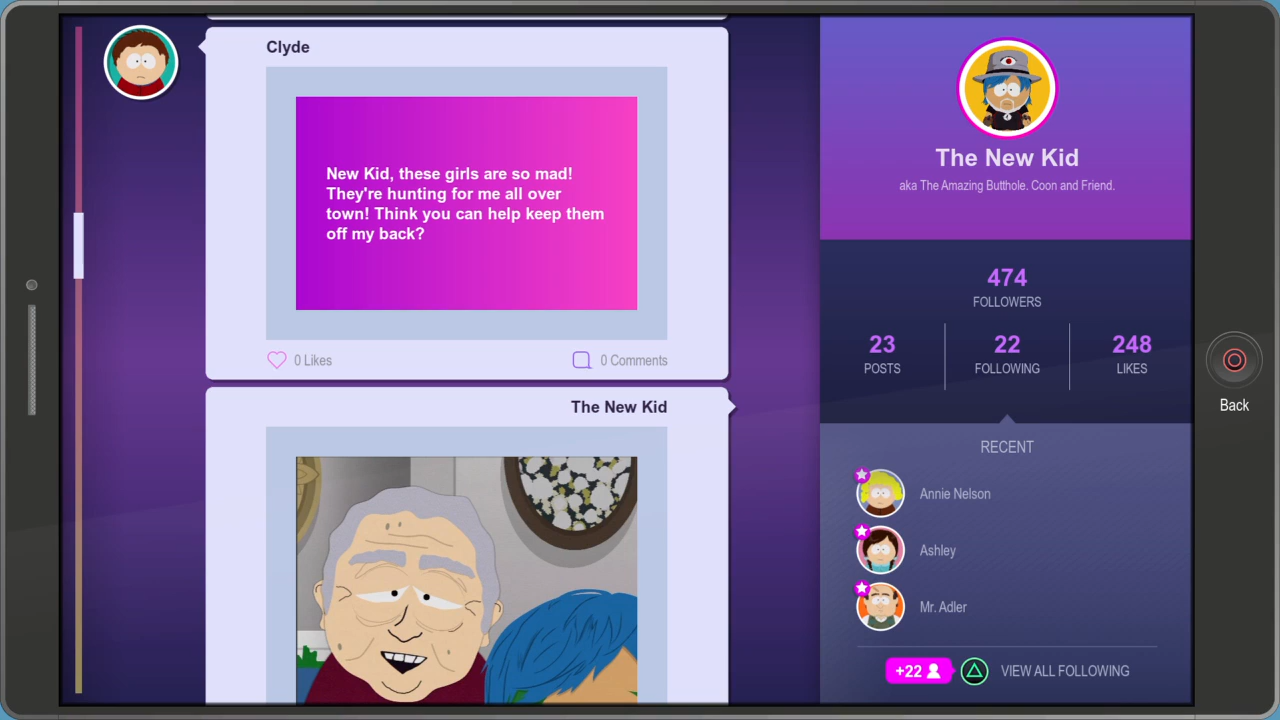 Clyde
New Kid, these girls are so mad!
They're hunting for me all over
town! Think you can help keep them
off my back?
0 Likes
0 Comments
The New Kid
The New Kid
aka The Amazing Butthole. Coon and Friend.
474
FOLLOWERS
23
POSTS
22
FOLLOWING
248
LIKES
RECENT
Annie Nelson
Ashley
Mr. Adler
+22
VIEW ALL FOLLOWING
Back